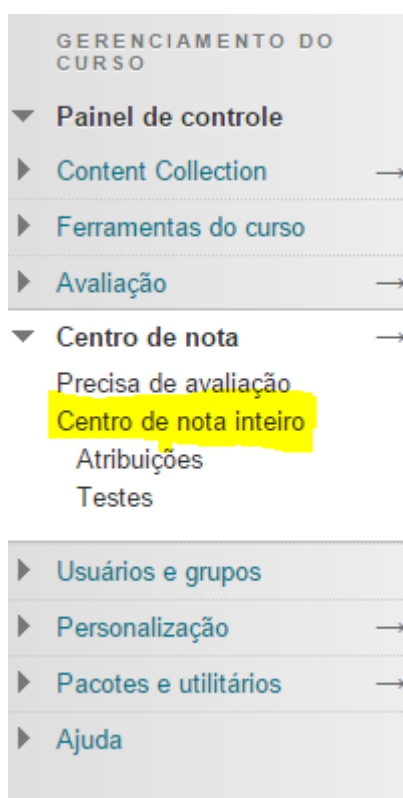 GERENCIAMENTO DO
CURSO
Painel de controle
Content Collection
Ferramentas do curso
Avaliação
Centro de nota
Precisa de avaliação
Centro de nota inteiro
Atribuições
Testes
Usuários e grupos
Personalização
Pacotes e utilitários
Ajuda